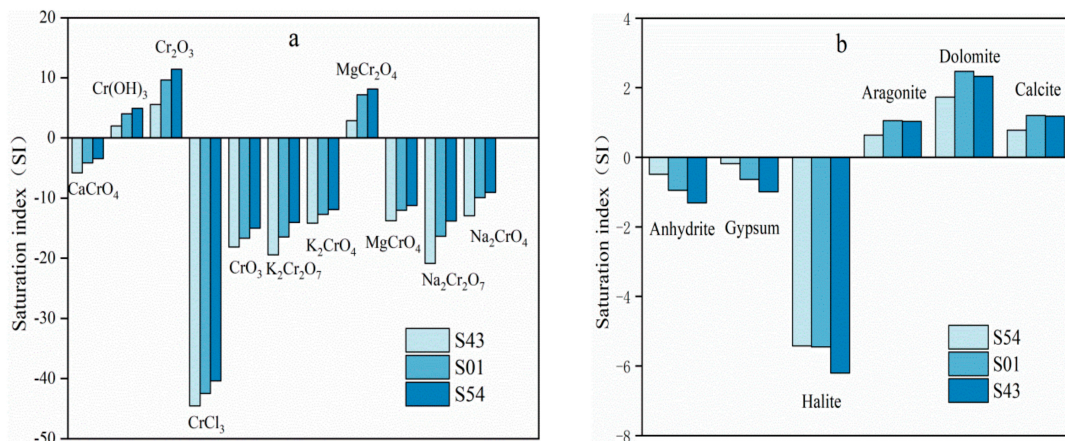 a
Saturation index（SI）
20
10
0
-10
-20
-30
-40
-50
CaCrO₄
Cr(OH)₃
Cr₂O₃
CrCl₃
CrO₃
K₂Cr₂O₇
K₂CrO₄
MgCr₂O₄
MgCrO₄
Na₂Cr₂O₇
Na₂CrO₄
S43
S01
S54
b
Saturation index（SI）
4
2
0
-2
-4
-6
-8
Anhydrite
Gypsum
Halite
Aragonite
Dolomite
Calcite
S54
S01
S43